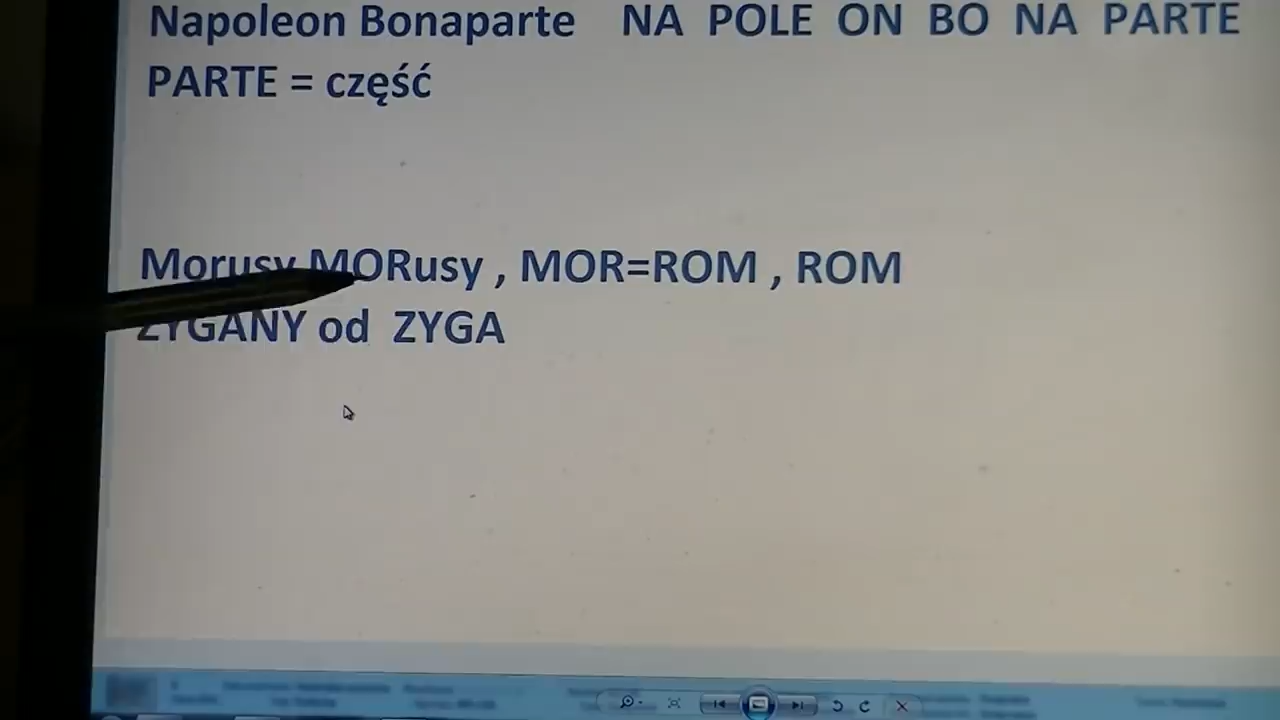 Napoleon Bonaparte NA POLE ON BO NA PARTE
PARTE = część
Morusy MORusy , MOR=ROM , ROM
ZYGANY od ZYGA